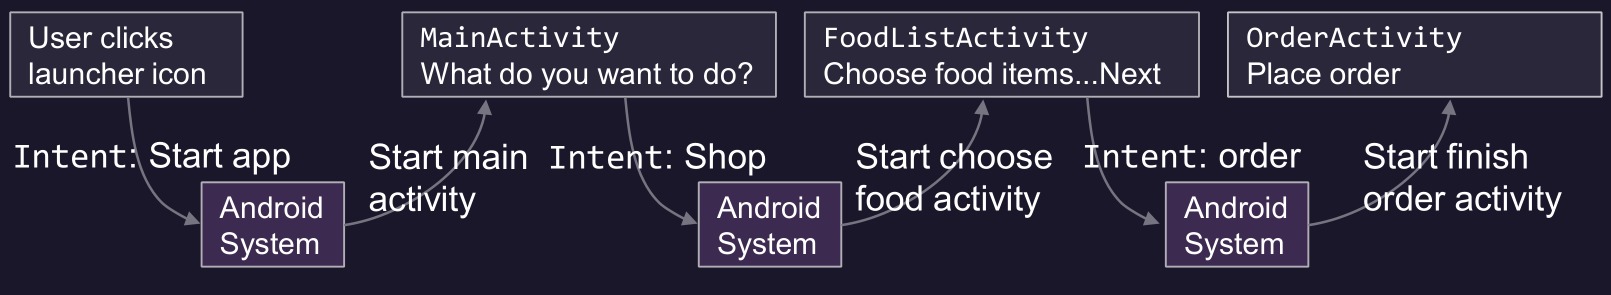 User clicks
launcher icon
MainActivity
What do you want to do?
FoodListActivity
Choose food items...Next
OrderActivity
Place order
Intent: Start app
Start main
activity
Intent: Shop
Start choose
food activity
Intent: order
Start finish
order activity
Android
System
Android
System
Android
System